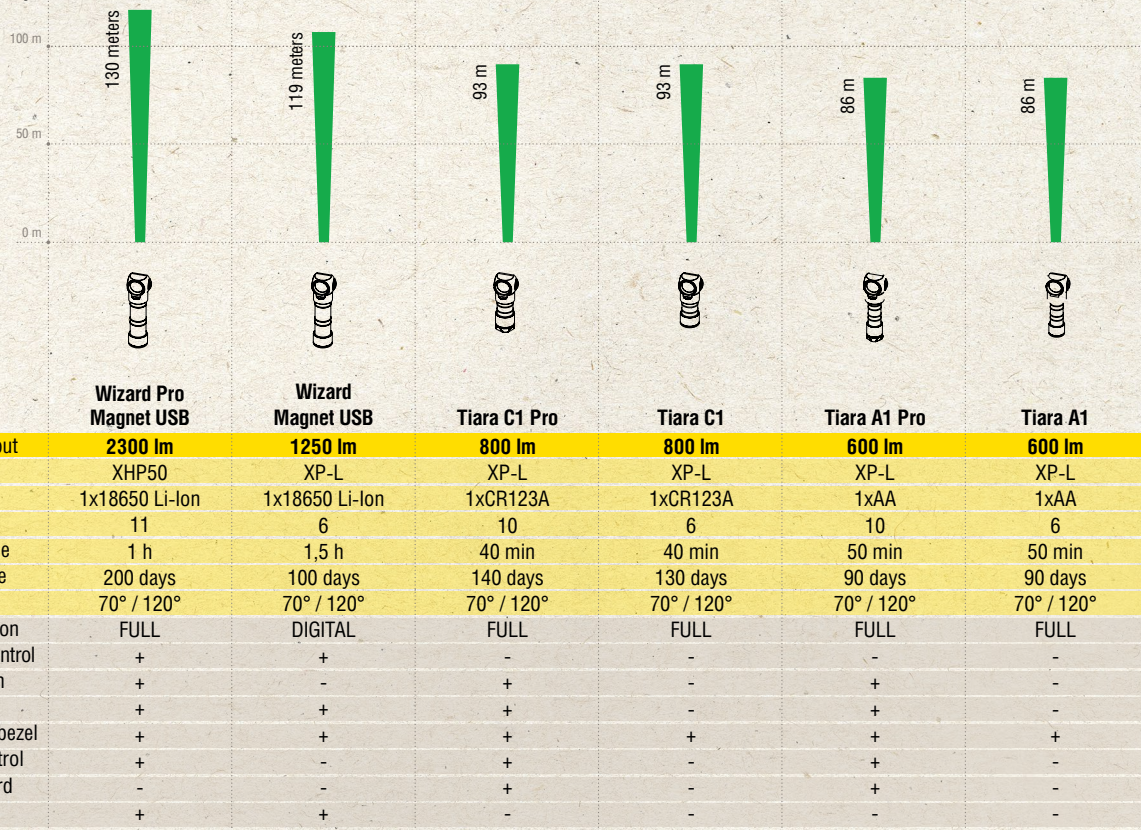 130 meters
119 meters
93 m
93 m
86 m
86 m
100 m
50 m
0 m
Wizard Pro Magnet USB
Wizard Magnet USB
Tiara C1 Pro
Tiara C1
Tiara A1 Pro
Tiara A1
out 2300 lm 1250 lm 800 lm 800 lm 600 lm 600 lm
XHP50 XP-L XP-L XP-L XP-L XP-L
1x18650 Li-Ion 1x18650 Li-Ion 1xCR123A 1xCR123A 1xAA 1xAA
11 6 10 6 10 6
e 1 h 1,5 h 40 min 40 min 50 min 50 min
e 200 days 100 days 140 days 130 days 90 days 90 days
70° / 120° 70° / 120° 70° / 120° 70° / 120° 70° / 120° 70° / 120°
on FULL DIGITAL FULL FULL FULL FULL
ntrol + + - - - -
n + - + - + -
+ + + - + -
bezel + + + + + +
trol + - + - + -
rd - - + - + -
+ + - - - -